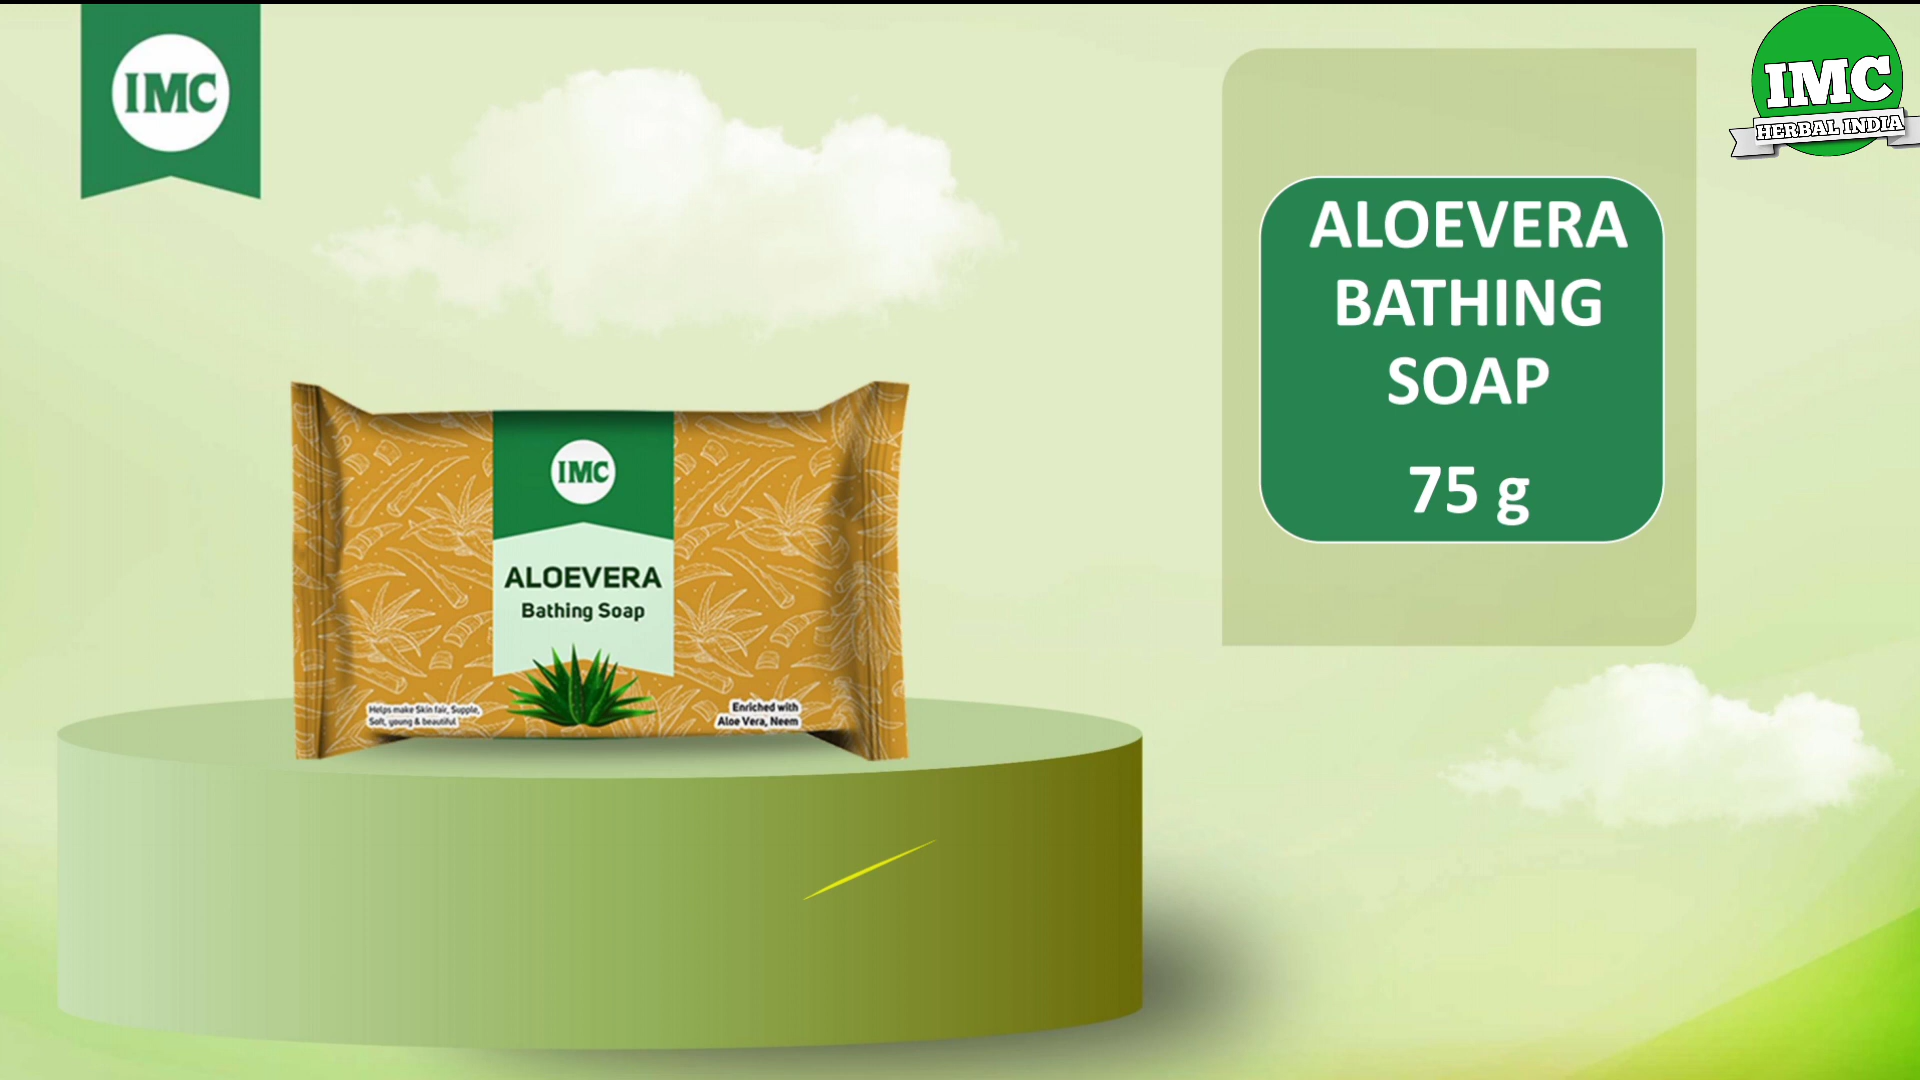 IMC
IMC
HERBAL INDIA
ALOEVERA
BATHING
SOAP
75 g
IMC
ALOEVERA
Bathing Soap
Helps make Skin fair, Supple,
Soft, young & beautiful
Enriched with
Aloe Vera, Neem